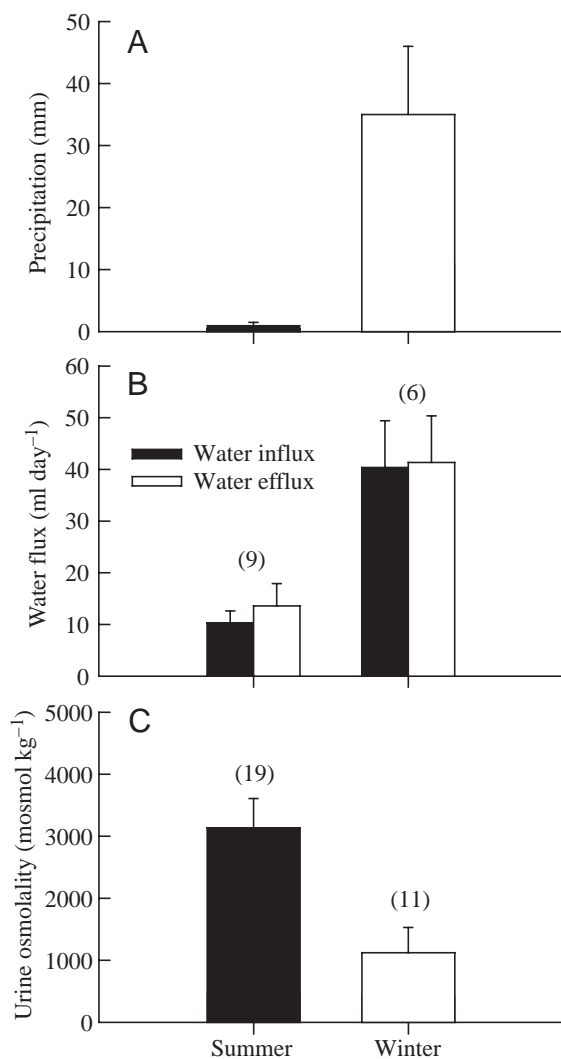 A
Precipitation (mm)
50
40
30
20
10
0
B
Water flux (ml day⁻¹)
60
50
40
30
20
10
0
Water influx
Water efflux
(9)
(6)
C
Urine osmolality (mosmol kg⁻¹)
5000
4000
3000
2000
1000
0
(19)
(11)
Summer Winter